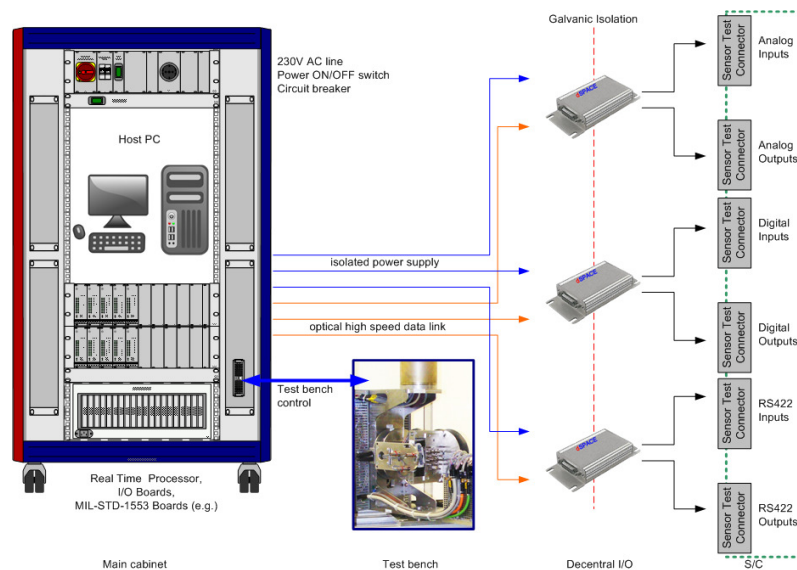 Galvanic Isolation
230V AC line
Power ON/OFF switch
Circuit breaker
Host PC
isolated power supply
optical high speed data link
Test bench
control
Real Time Processor,
I/O Boards,
MIL-STD-1553 Boards (e.g.)
dSPACE
dSPACE
dSPACE
Sensor Test
Connector
Analog
Inputs
Sensor Test
Connector
Analog
Outputs
Sensor Test
Connector
Digital
Inputs
Sensor Test
Connector
Digital
Outputs
Sensor Test
Connector
RS422
Inputs
Sensor Test
Connector
RS422
Outputs
Main cabinet
Test bench
Decentral I/O
S/C